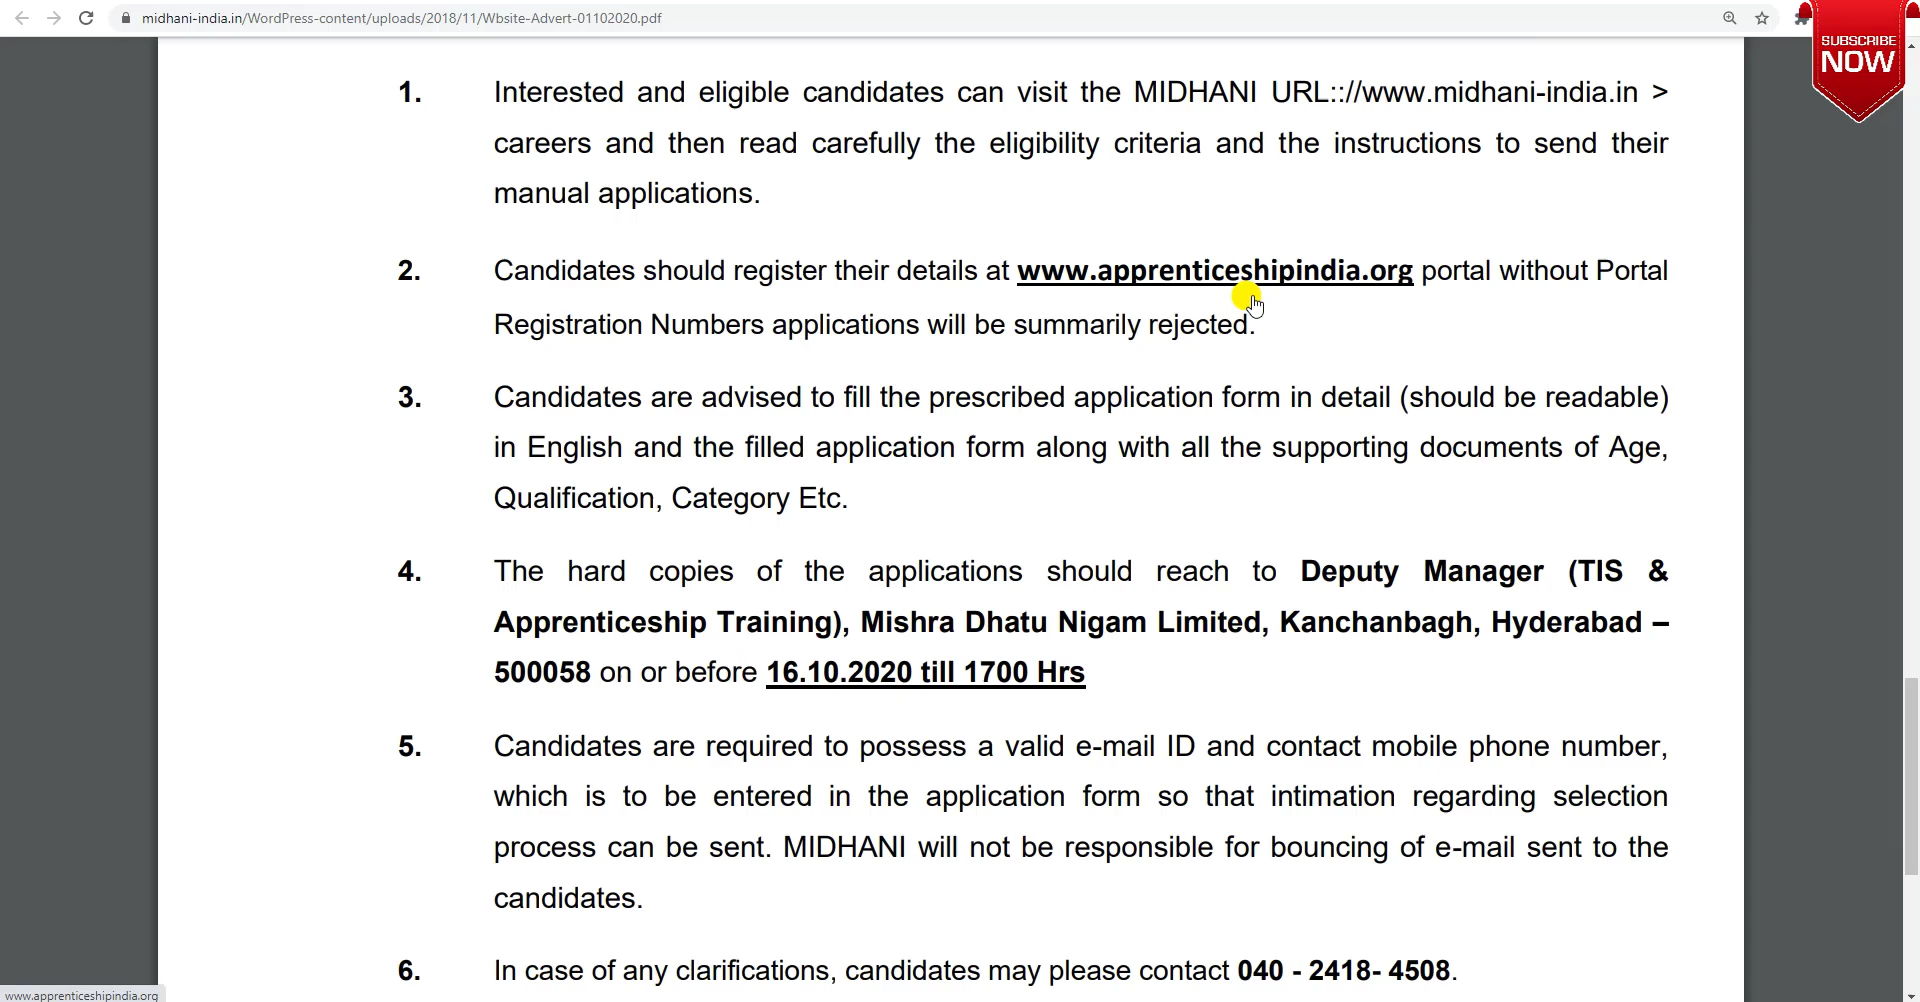 midhani-india.in/WordPress-content/uploads/2018/11/Wbsite-Advert-01102020.pdf
SUBSCRIBE
NOW
1. Interested and eligible candidates can visit the MIDHANI URL:://www.midhani-india.in >
careers and then read carefully the eligibility criteria and the instructions to send their
manual applications.
2. Candidates should register their details at www.apprenticeshipindia.org portal without Portal
Registration Numbers applications will be summarily rejected.
3. Candidates are advised to fill the prescribed application form in detail (should be readable)
in English and the filled application form along with all the supporting documents of Age,
Qualification, Category Etc.
4. The hard copies of the applications should reach to Deputy Manager (TIS &
Apprenticeship Training), Mishra Dhatu Nigam Limited, Kanchanbagh, Hyderabad –
500058 on or before 16.10.2020 till 1700 Hrs
5. Candidates are required to possess a valid e-mail ID and contact mobile phone number,
which is to be entered in the application form so that intimation regarding selection
process can be sent. MIDHANI will not be responsible for bouncing of e-mail sent to the
candidates.
6. In case of any clarifications, candidates may please contact 040 - 2418- 4508.
www.apprenticeshipindia.org